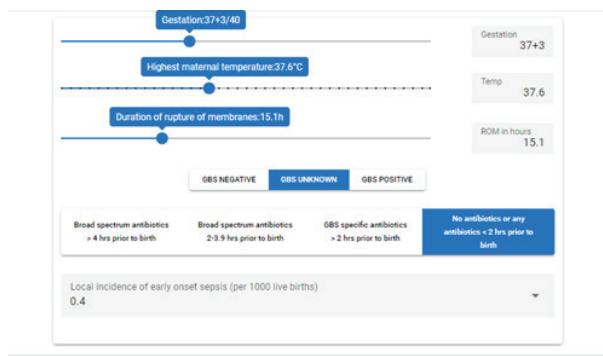 Gestation:37+3/40
Gestation
37+3
Highest maternal temperature:37.6°C
Temp
37.6
Duration of rupture of membranes:15.1h
ROM in hours
15.1
GBS NEGATIVE GBS UNKNOWN GBS POSITIVE
Broad spectrum antibiotics
> 4 hrs prior to birth
Broad spectrum antibiotics
2-3.9 hrs prior to birth
GBS specific antibiotics
> 2 hrs prior to birth
No antibiotics or any
antibiotics < 2 hrs prior to
birth
Local incidence of early onset sepsis (per 1000 live births)
0.4